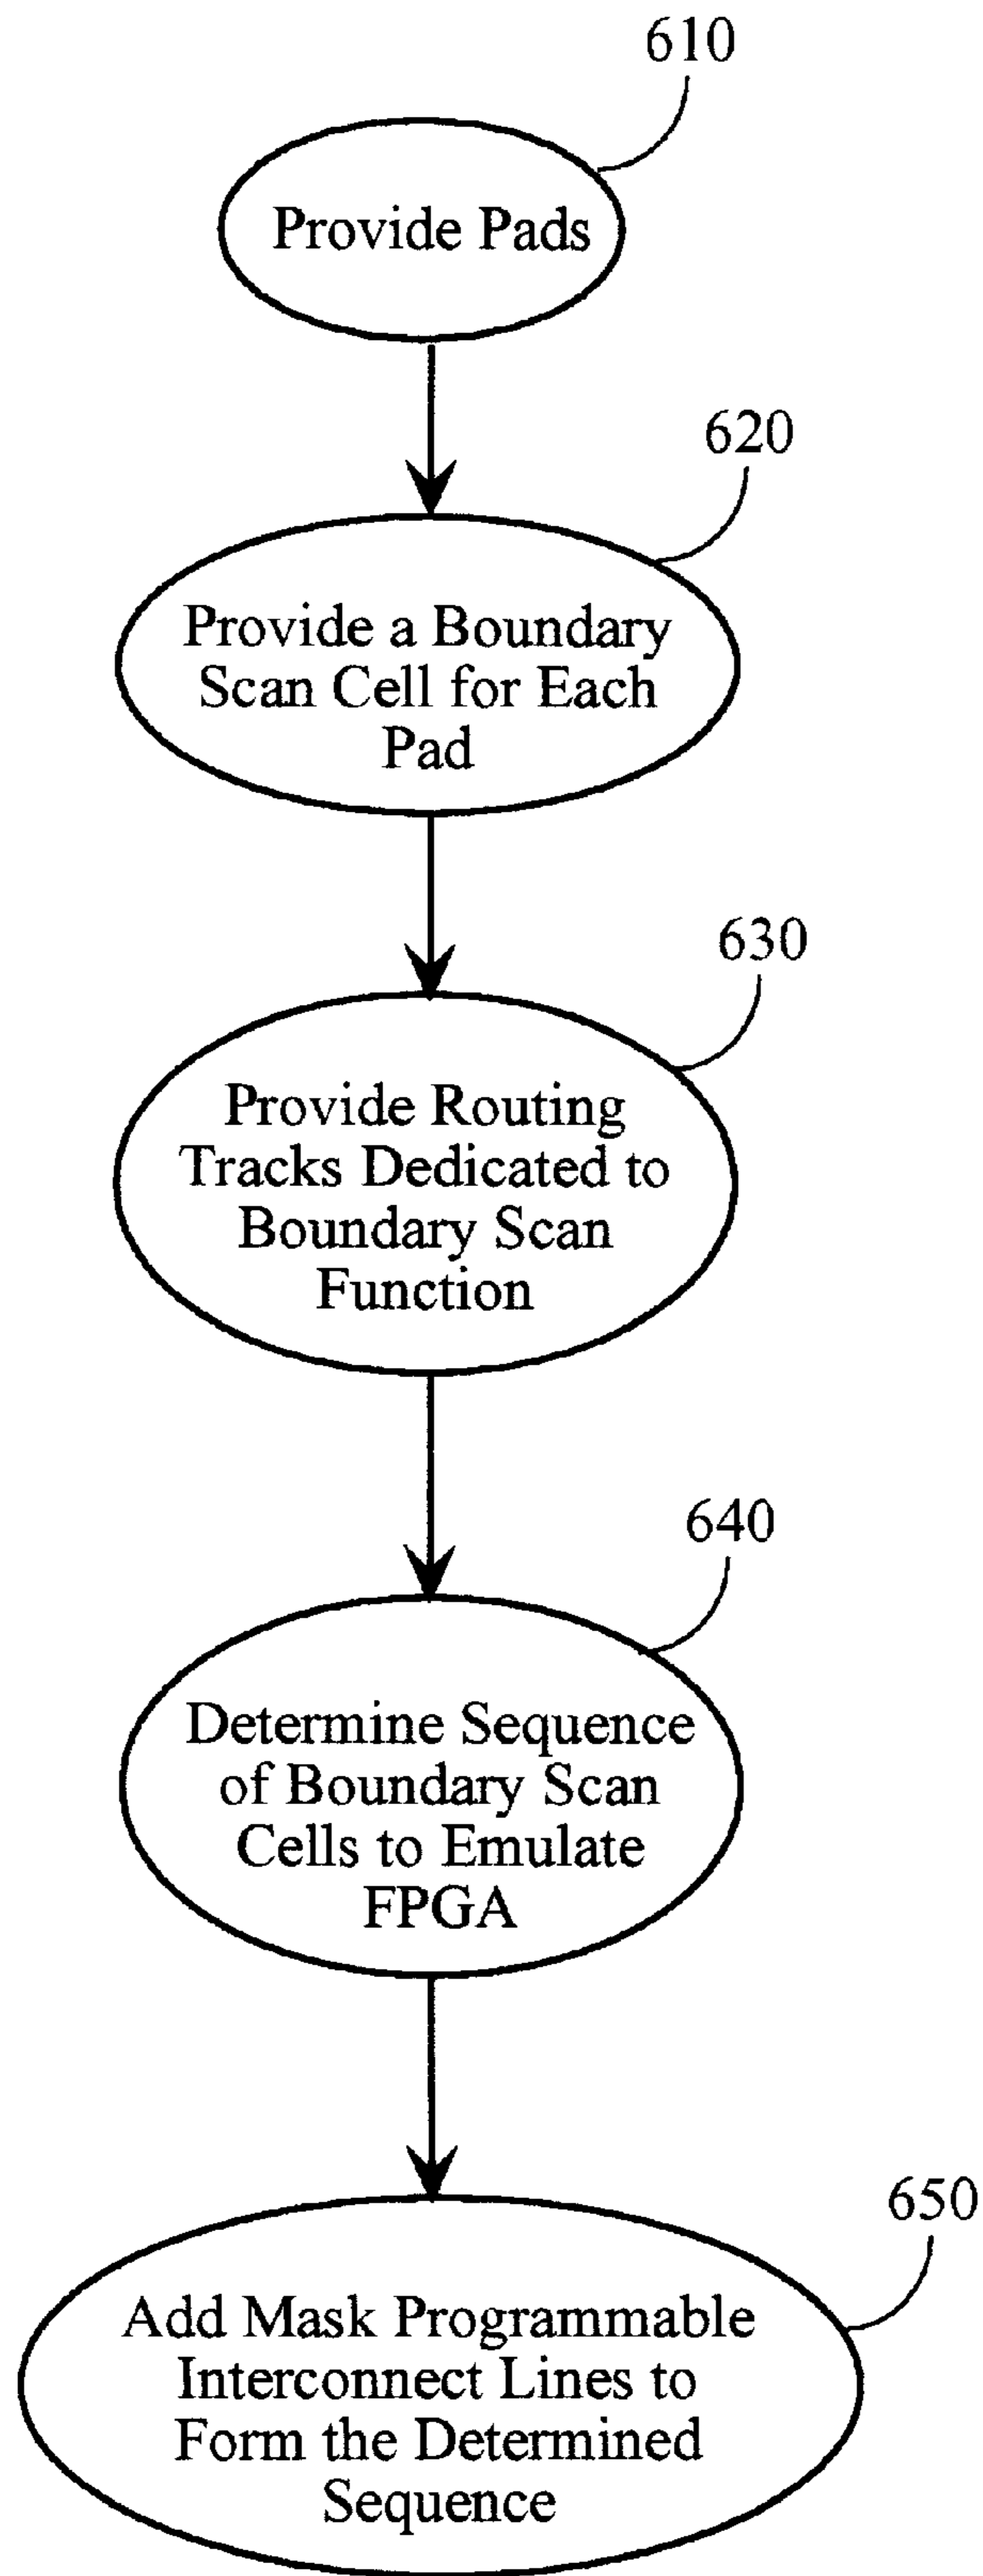 610
Provide Pads
620
Provide a Boundary
Scan Cell for Each
Pad
630
Provide Routing
Tracks Dedicated to
Boundary Scan
Function
640
Determine Sequence
of Boundary Scan
Cells to Emulate
FPGA
650
Add Mask Programmable
Interconnect Lines to
Form the Determined
Sequence